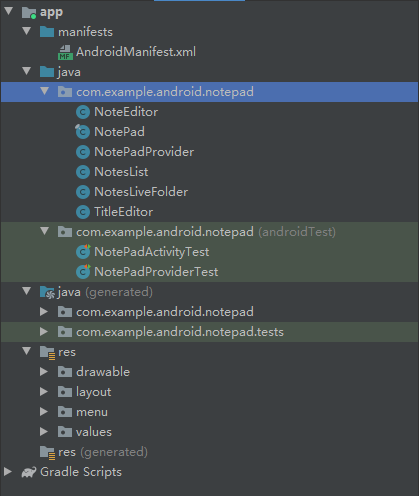 app
manifests
AndroidManifest.xml
java
com.example.android.notepad
NoteEditor
NotePad
NotePadProvider
NotesList
NotesLiveFolder
TitleEditor
com.example.android.notepad (androidTest)
NotePadActivityTest
NotePadProviderTest
java (generated)
com.example.android.notepad
com.example.android.notepad.tests
res
drawable
layout
menu
values
res (generated)
Gradle Scripts